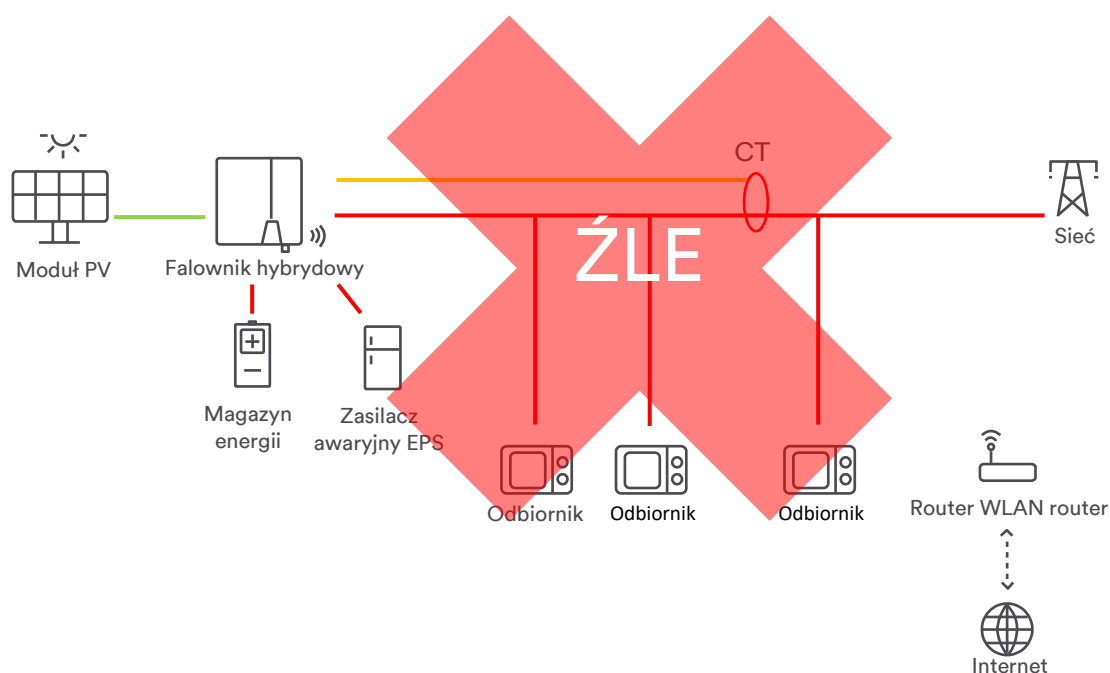 CT
ŹLE
Sieć
Moduł PV
Falownik hybrydowy
Magazyn
energii
Zasilacz
awaryjny EPS
Odbiornik
Odbiornik
Odbiornik
Router WLAN router
Internet